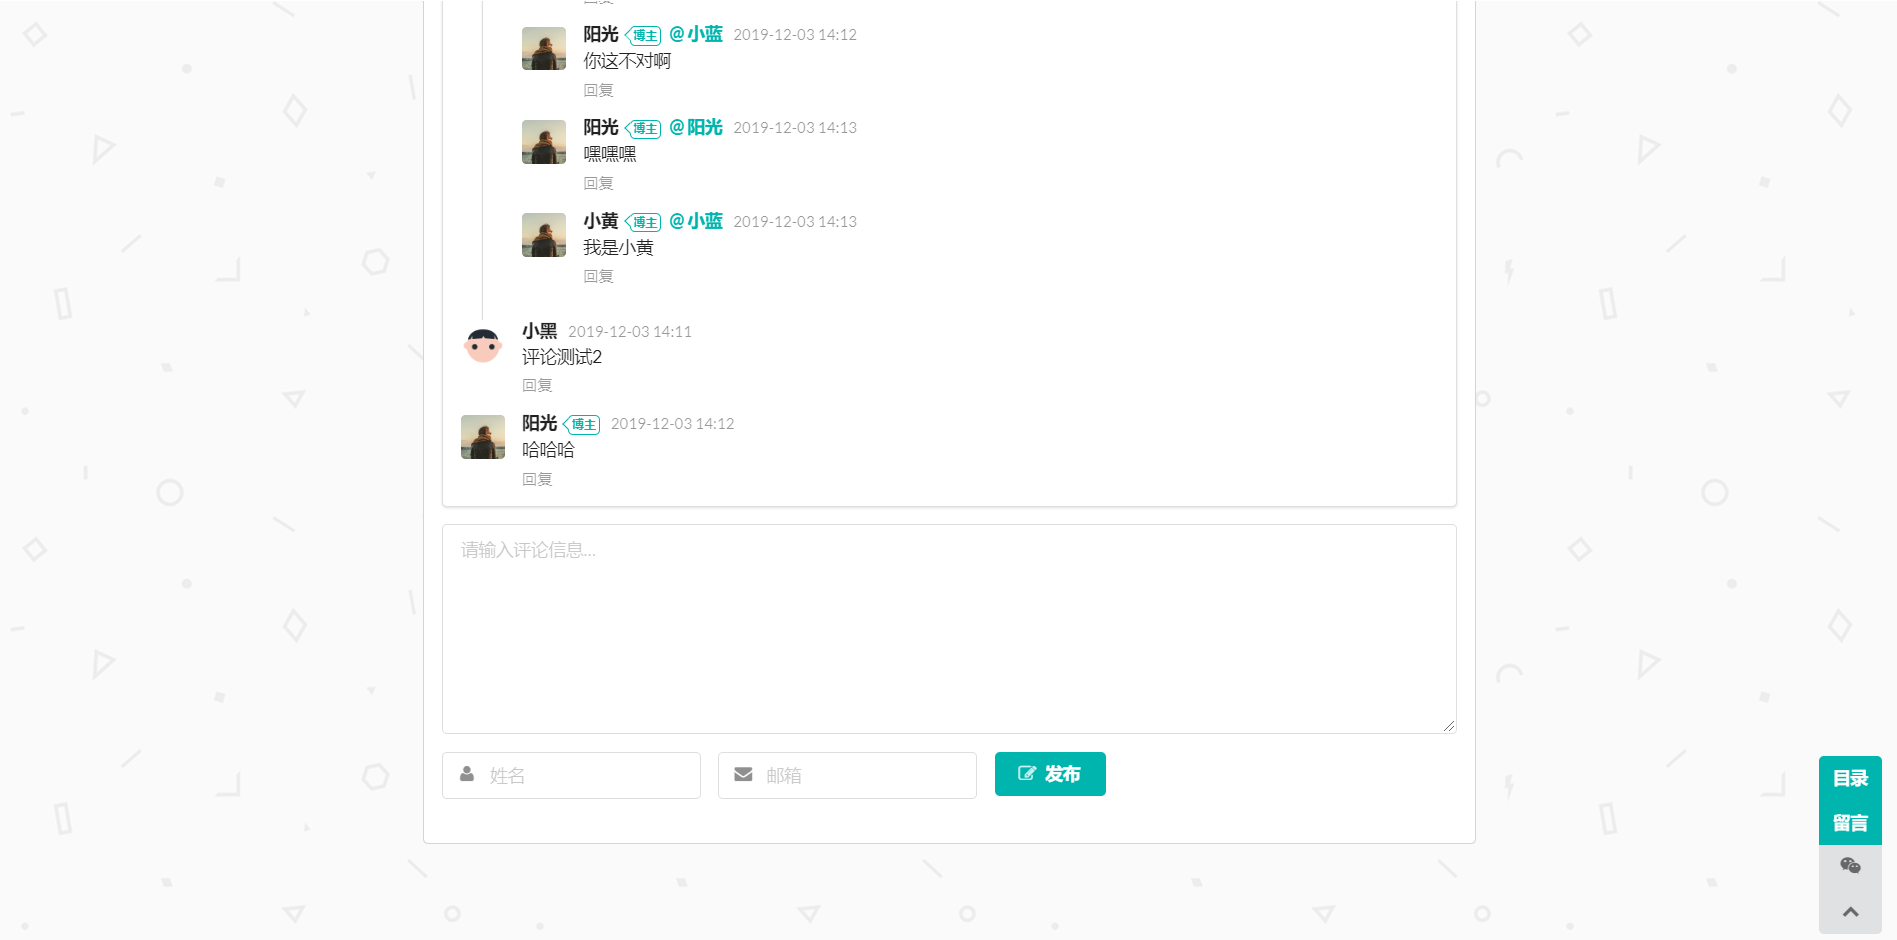 阳光 博主 @小蓝 2019-12-03 14:12
你这不对啊
回复
阳光 博主 @阳光 2019-12-03 14:13
嘿嘿嘿
回复
小黄 博主 @小蓝 2019-12-03 14:13
我是小黄
回复
小黑 2019-12-03 14:11
评论测试2
回复
阳光 博主 2019-12-03 14:12
哈哈哈
回复
请输入评论信息...
姓名
邮箱
发布
目录
留言